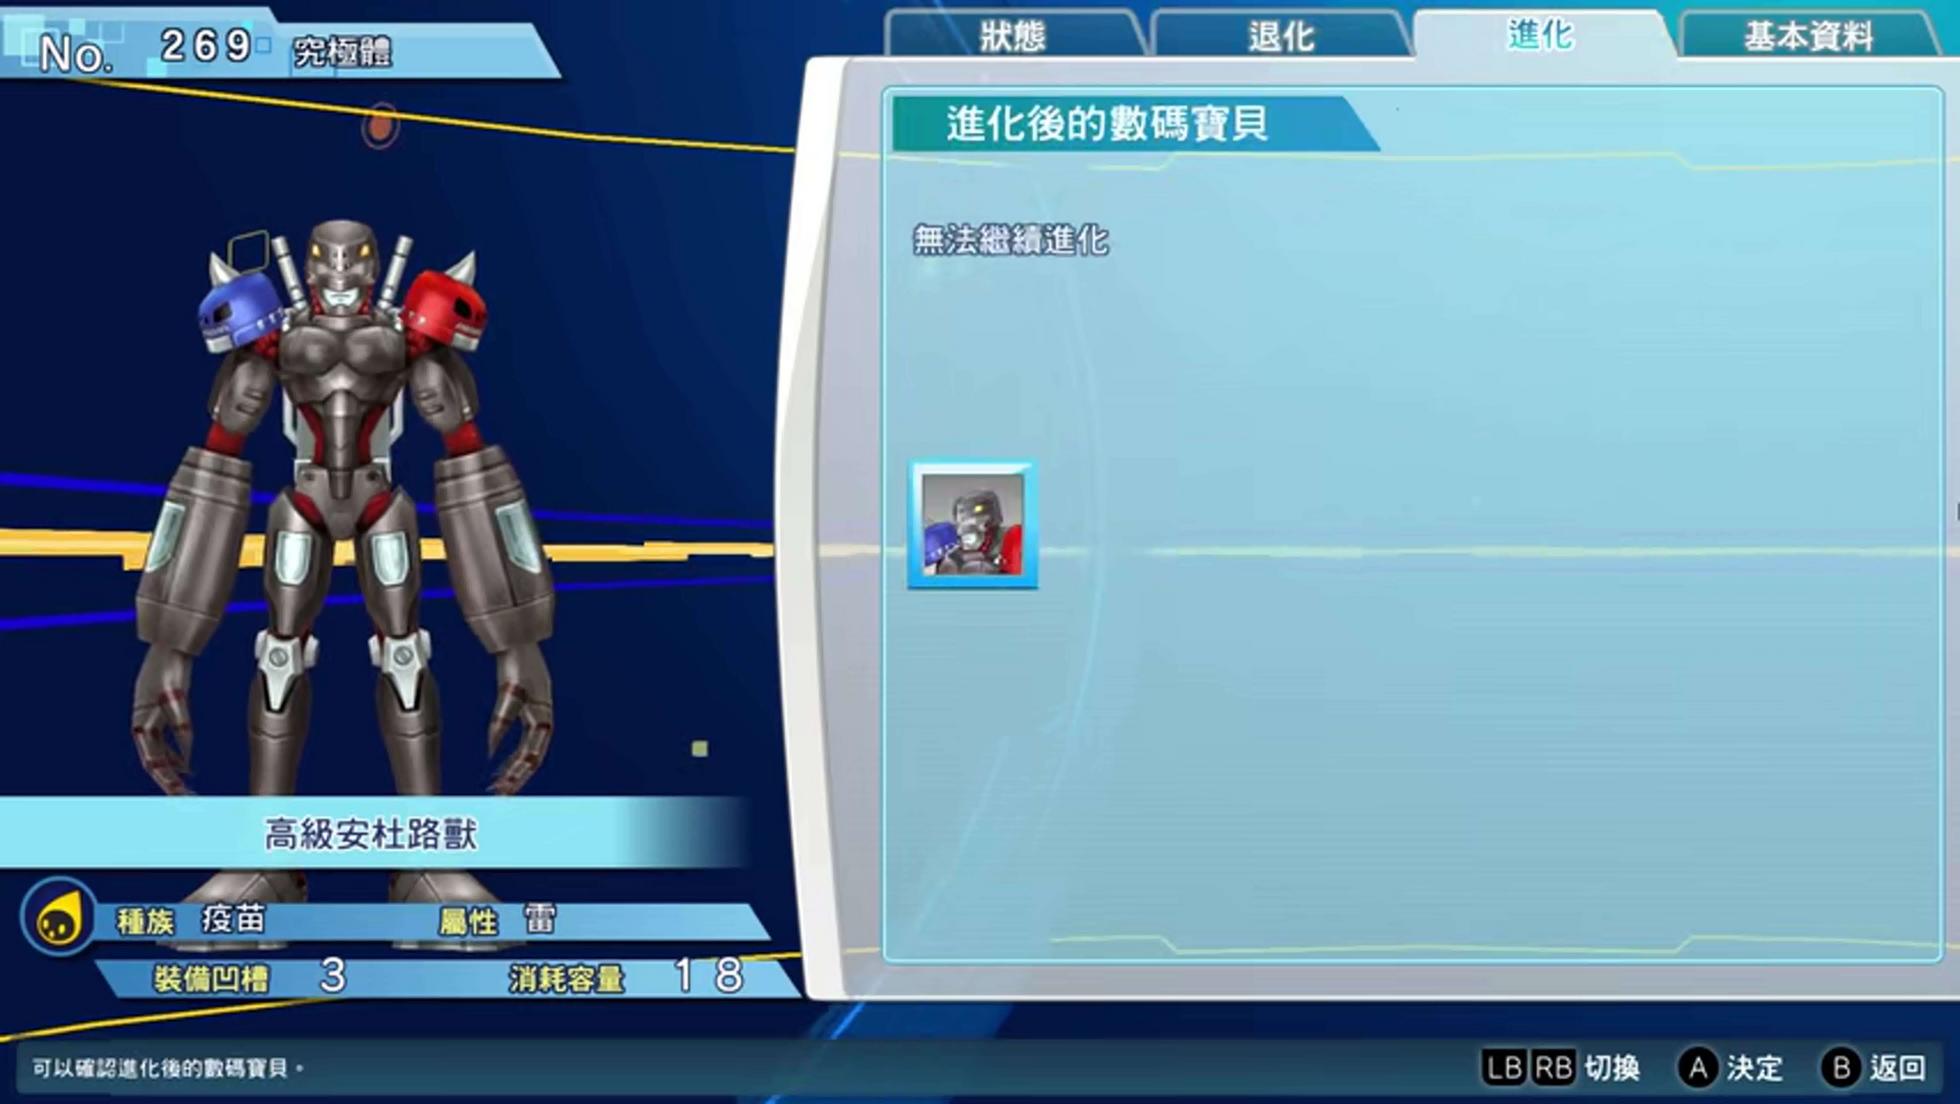 No. 269 究極體
狀態 退化 進化 基本資料
進化後的數碼寶貝
無法繼續進化
高級安杜路獸
種族 疫苗 屬性 雷
裝備凹槽 3 消耗容量 18
可以確認進化後的數碼寶貝。
LB RB 切換 A 決定 B 返回